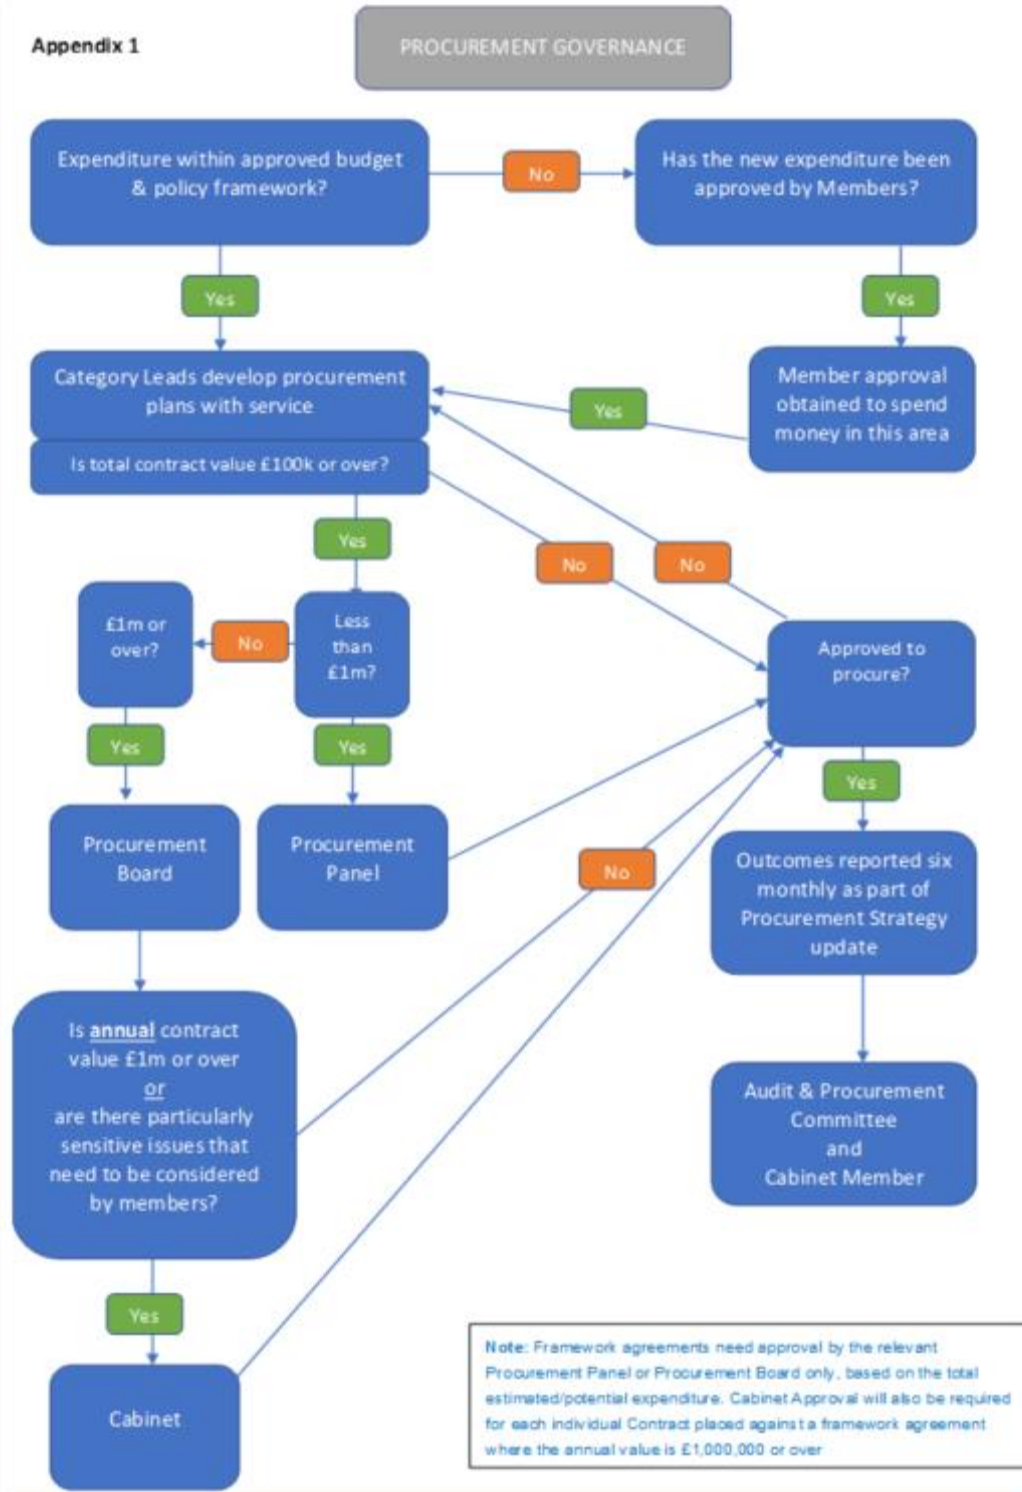 Appendix 1
PROCUREMENT GOVERNANCE
Expenditure within approved budget
& policy framework?
No
Has the new expenditure been
approved by Members?
Yes
Yes
Category Leads develop procurement
plans with service
Yes
Member approval
obtained to spend
money in this area
Is total contract value £100k or over?
Yes
No
No
£1m or
over?
No
Less
than
£1m?
Approved to
procure?
Yes
Yes
Yes
Procurement
Board
Procurement
Panel
No
Outcomes reported six
monthly as part of
Procurement Strategy
update
Is annual contract
value £1m or over
or
are there particularly
sensitive issues that
need to be considered
by members?
Audit & Procurement
Committee
and
Cabinet Member
Yes
Cabinet
Note: Framework agreements need approval by the relevant
Procurement Panel or Procurement Board only, based on the total
estimated/potential expenditure. Cabinet Approval will also be required
for each individual Contract placed against a framework agreement
where the annual value is £1,000,000 or over